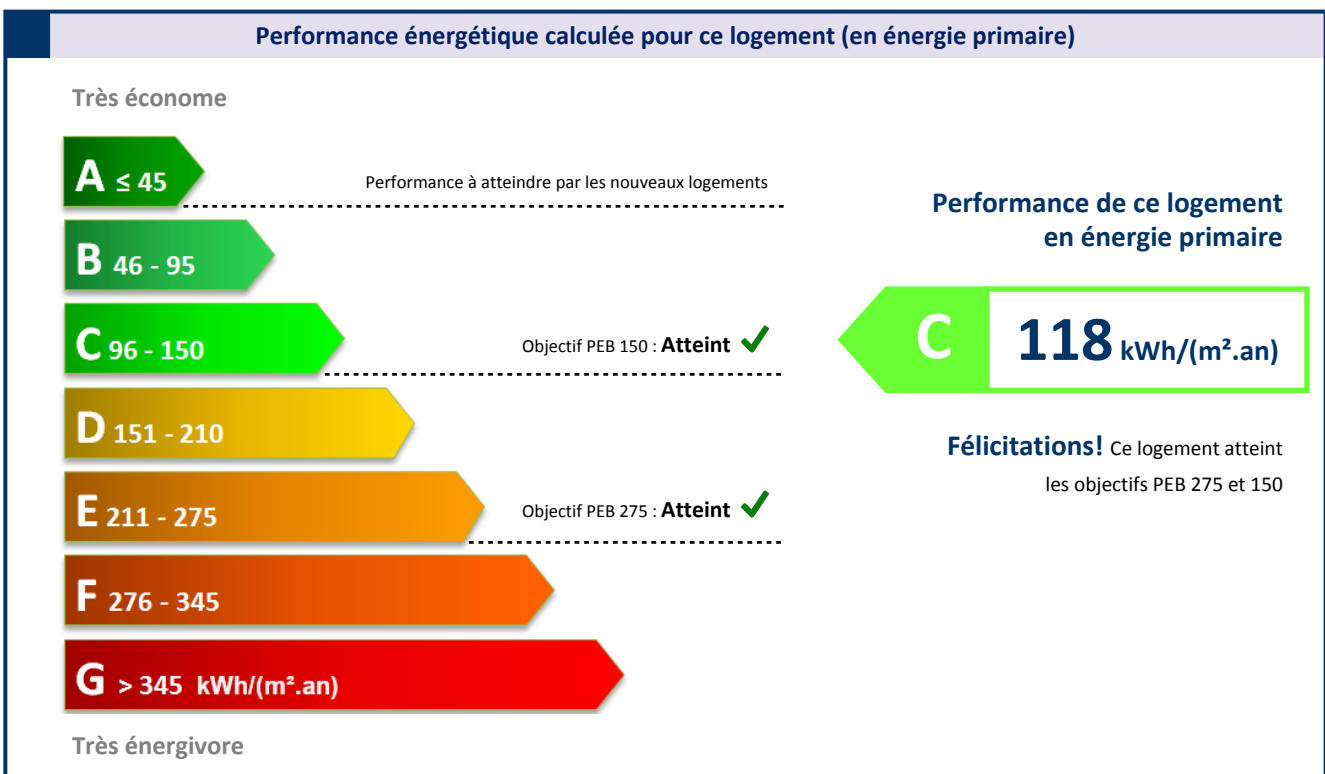 Performance énergétique calculée pour ce logement (en énergie primaire)
Très économe
A ≤ 45
Performance à atteindre par les nouveaux logements
B 46 - 95
C 96 - 150
Objectif PEB 150 : Atteint ✓
D 151 - 210
E 211 - 275
Objectif PEB 275 : Atteint ✓
F 276 - 345
G > 345 kWh/(m².an)
Très énergivore
Performance de ce logement
en énergie primaire
C 118 kWh/(m².an)
Félicitations! Ce logement atteint
les objectifs PEB 275 et 150